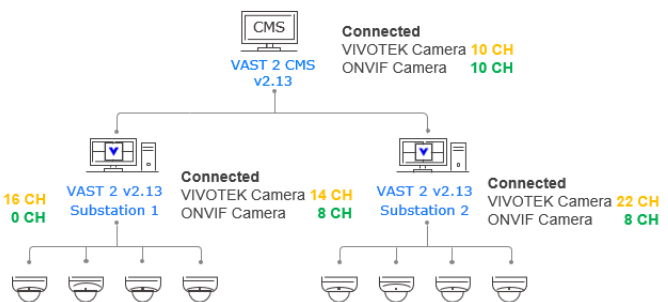 CMS
VAST 2 CMS
v2.13
Connected
VIVOTEK Camera 10 CH
ONVIF Camera 10 CH
16 CH
0 CH
VAST 2 v2.13
Substation 1
Connected
VIVOTEK Camera 14 CH
ONVIF Camera 8 CH
VAST 2 v2.13
Substation 2
Connected
VIVOTEK Camera 22 CH
ONVIF Camera 8 CH